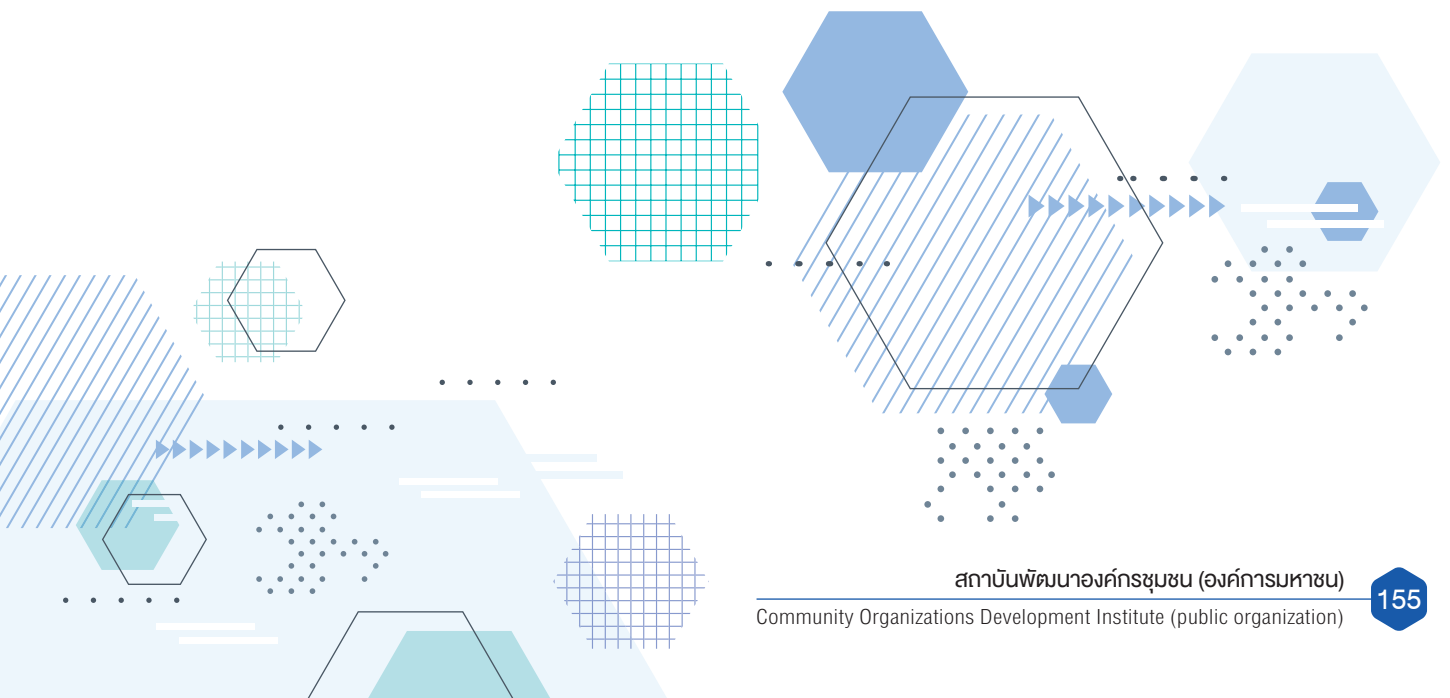 สถาบันพัฒนาองค์กรชุมชน (องค์การมหาชน)
Community Organizations Development Institute (public organization)
155